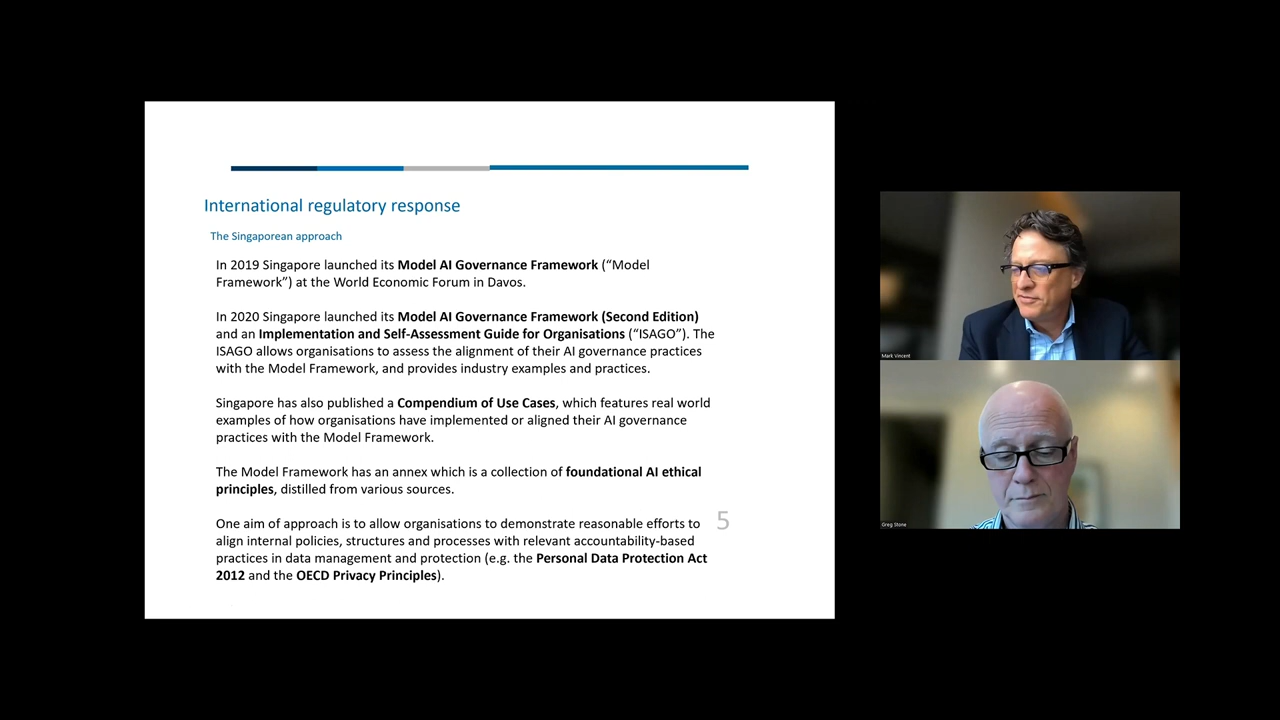 International regulatory response
The Singaporean approach
In 2019 Singapore launched its Model AI Governance Framework (“Model
Framework”) at the World Economic Forum in Davos.
In 2020 Singapore launched its Model AI Governance Framework (Second Edition)
and an Implementation and Self-Assessment Guide for Organisations (“ISAGO”). The
ISAGO allows organisations to assess the alignment of their AI governance practices
with the Model Framework, and provides industry examples and practices.
Singapore has also published a Compendium of Use Cases, which features real world
examples of how organisations have implemented or aligned their AI governance
practices with the Model Framework.
The Model Framework has an annex which is a collection of foundational AI ethical
principles, distilled from various sources.
One aim of approach is to allow organisations to demonstrate reasonable efforts to
align internal policies, structures and processes with relevant accountability-based
practices in data management and protection (e.g. the Personal Data Protection Act
2012 and the OECD Privacy Principles).
5
Mark Vincent
Greg Stone